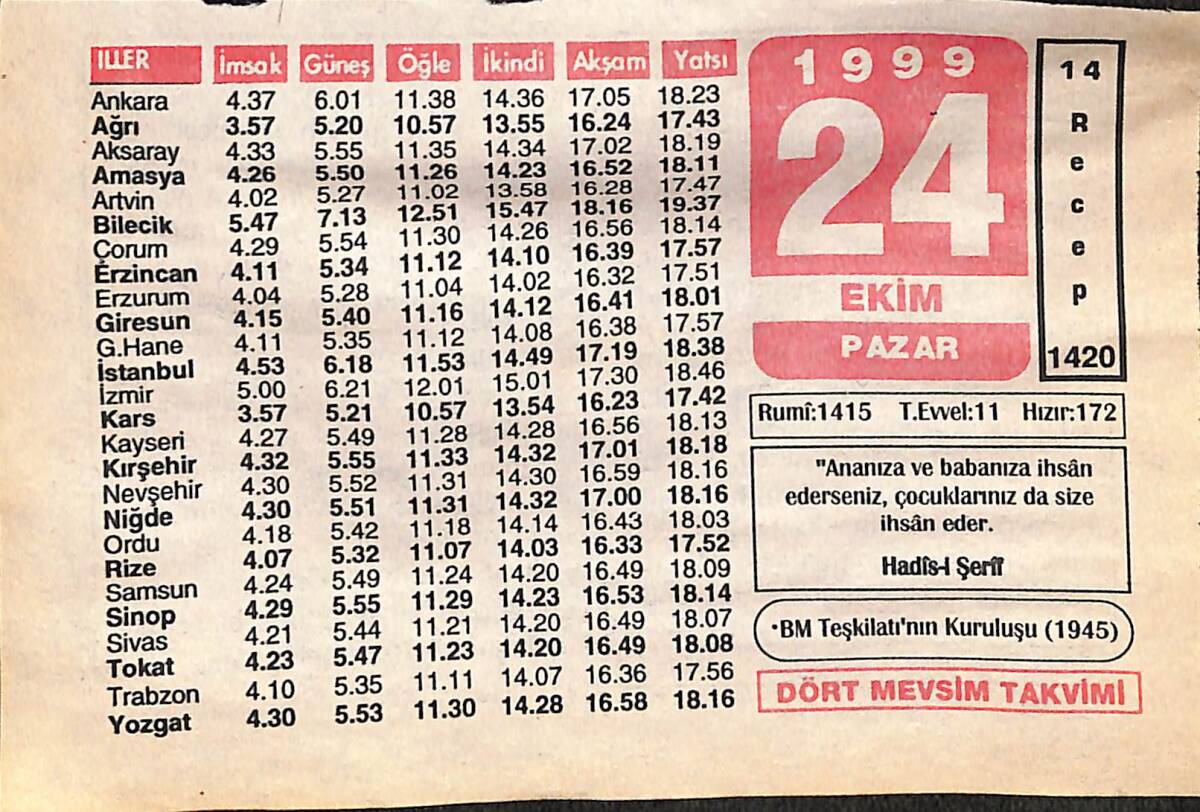 İLLER İmsak Güneş Öğle İkindi Akşam Yatsı
Ankara 4.37 6.01 11.38 14.36 17.05 18.23
Ağrı 3.57 5.20 10.57 13.55 16.24 17.43
Aksaray 4.33 5.55 11.35 14.34 17.02 18.19
Amasya 4.26 5.50 11.26 14.23 16.52 18.11
Artvin 4.02 5.27 11.02 13.58 16.28 17.47
Bilecik 5.47 7.13 12.51 15.47 18.16 19.37
Çorum 4.29 5.54 11.30 14.26 16.56 18.14
Erzincan 4.11 5.34 11.12 14.10 16.39 17.57
Erzurum 4.04 5.28 11.04 14.02 16.32 17.51
Giresun 4.15 5.40 11.16 14.12 16.41 18.01
G.Hane 4.11 5.35 11.12 14.08 16.38 17.57
İstanbul 4.53 6.18 11.53 14.49 17.19 18.38
İzmir 5.00 6.21 12.01 15.01 17.30 18.46
Kars 3.57 5.21 10.57 13.54 16.23 17.42
Kayseri 4.27 5.49 11.28 14.28 16.56 18.13
Kırşehir 4.32 5.55 11.33 14.32 17.01 18.18
Nevşehir 4.30 5.52 11.31 14.30 16.59 18.16
Niğde 4.30 5.51 11.31 14.32 17.00 18.16
Ordu 4.18 5.42 11.18 14.14 16.43 18.03
Rize 4.07 5.32 11.07 14.03 16.33 17.52
Samsun 4.24 5.49 11.24 14.20 16.49 18.09
Sinop 4.29 5.55 11.29 14.23 16.53 18.14
Sivas 4.21 5.44 11.21 14.20 16.49 18.07
Tokat 4.23 5.47 11.23 14.20 16.49 18.08
Trabzon 4.10 5.35 11.11 14.07 16.36 17.56
Yozgat 4.30 5.53 11.30 14.28 16.58 18.16
1999
24
EKİM
PAZAR
14
Recep
1420
Rumî:1415 T.Evvel:11 Hızır:172
"Ananıza ve babanıza ihsân
ederseniz, çocuklarınız da size
ihsân eder.
Hadîs-i Şerîf
•BM Teşkilatı'nın Kuruluşu (1945)
DÖRT MEVSİM TAKVİMİ